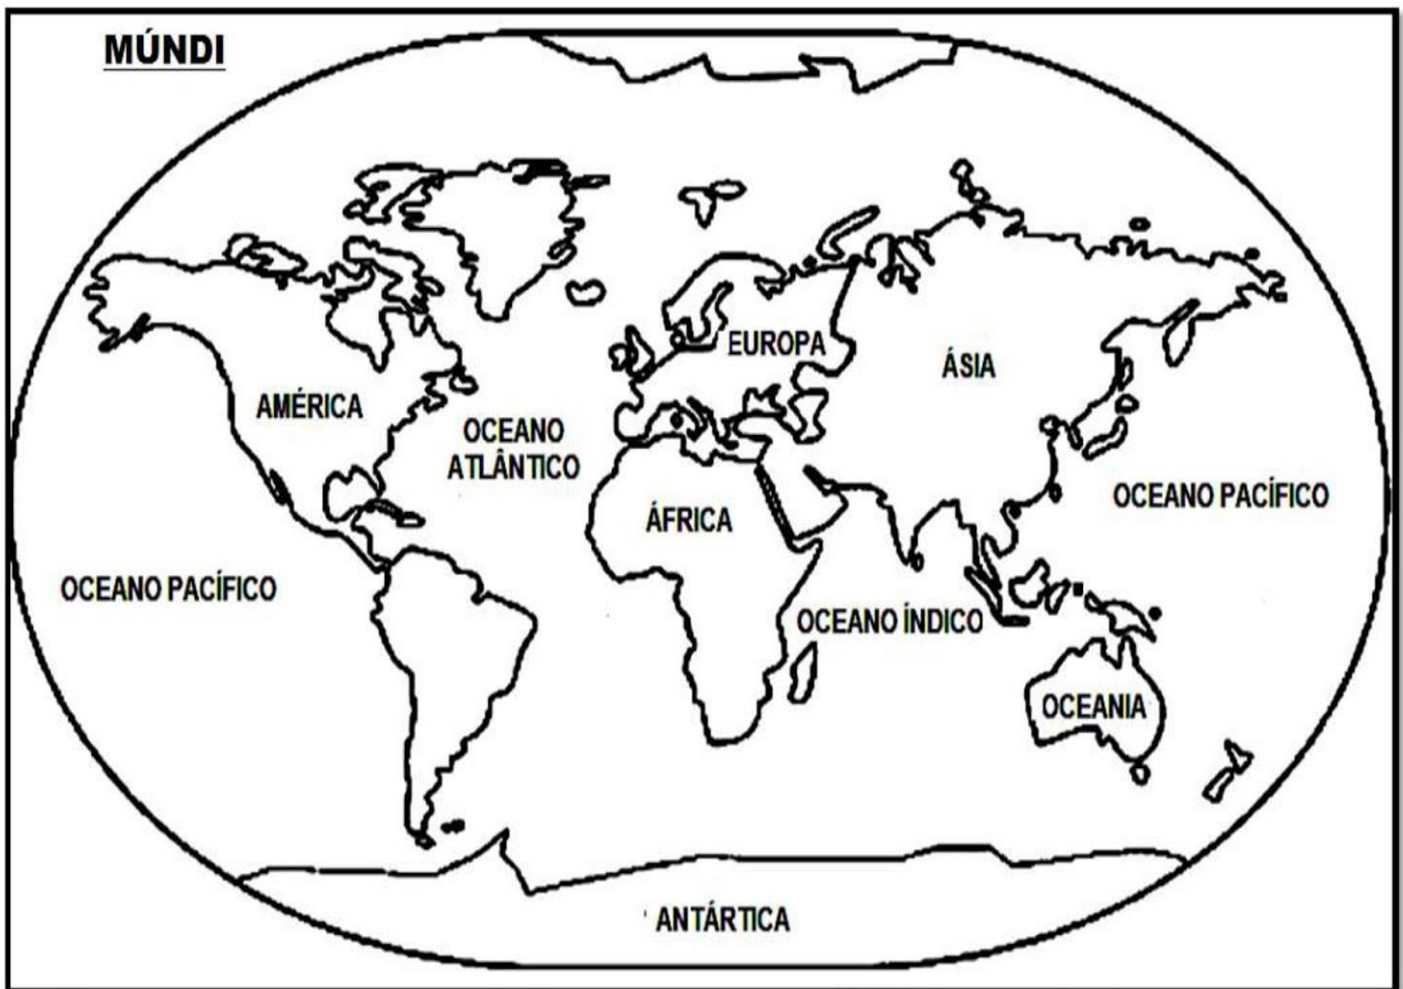 MÚNDI
EUROPA
ÁSIA
AMÉRICA
OCEANO
ATLÂNTICO
OCEANO PACÍFICO
ÁFRICA
OCEANO PACÍFICO
OCEANO ÍNDICO
OCEANIA
ANTÁRTICA